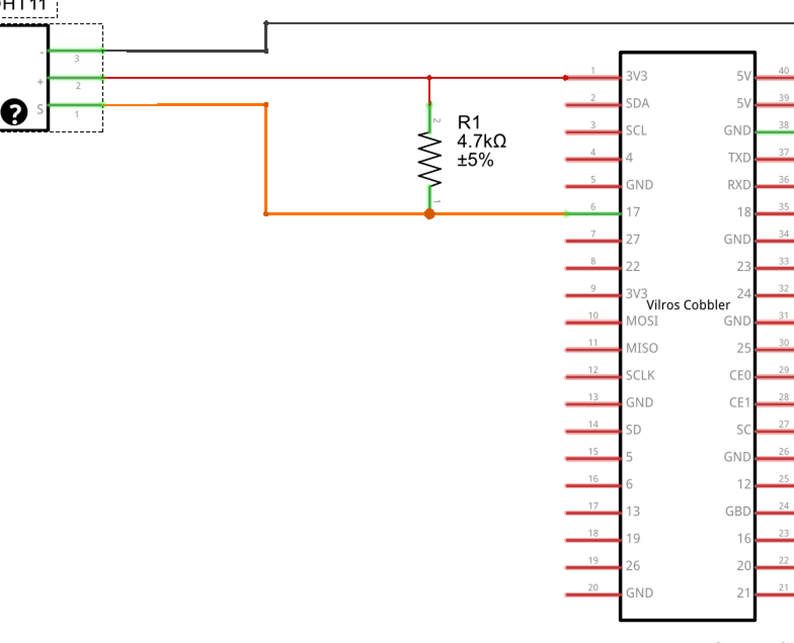 DHT11
-
3
+
2
S
1
?
R1
4.7kΩ
±5%
2
1
1 3V3 5V 40
2 SDA 5V 39
3 SCL GND 38
4 4 TXD 37
5 GND RXD 36
6 17 18 35
7 27 GND 34
8 22 23 33
9 3V3 24 32
Vilros Cobbler
10 MOSI GND 31
11 MISO 25 30
12 SCLK CE0 29
13 GND CE1 28
14 SD SC 27
15 5 GND 26
16 6 12 25
17 13 GBD 24
18 19 16 23
19 26 20 22
20 GND 21 21